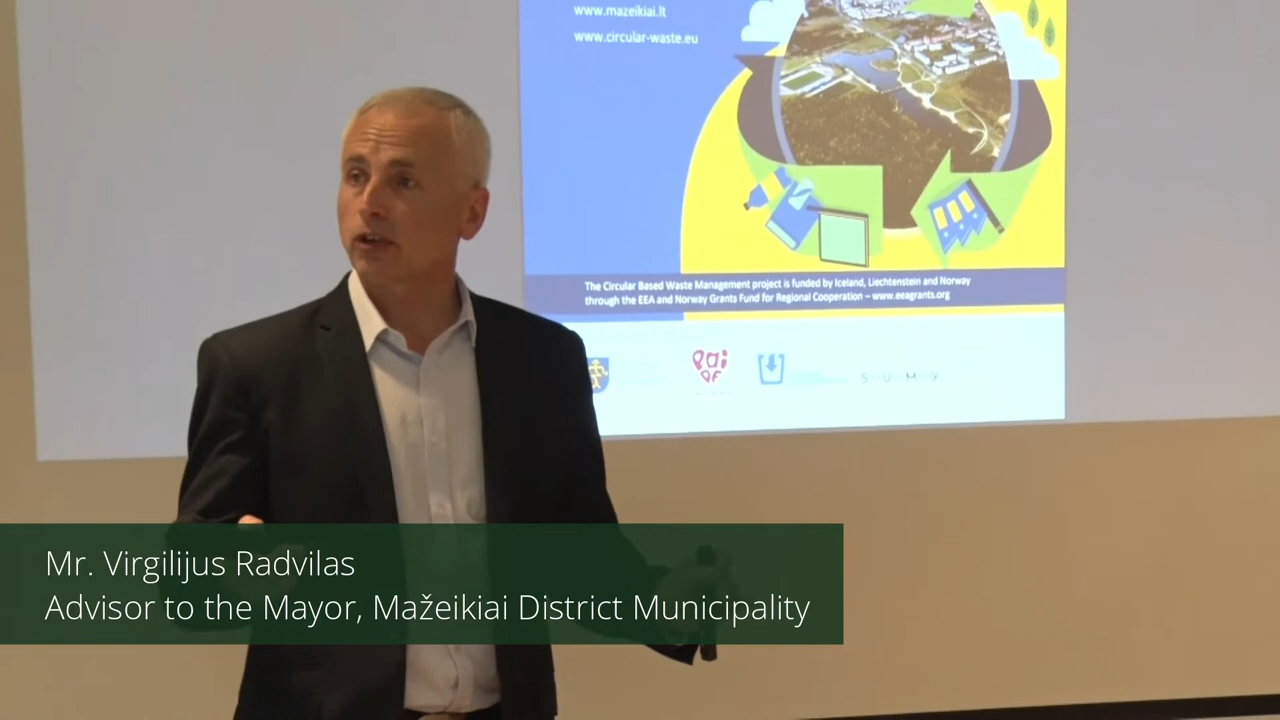 www.mazeikiai.lt
www.circular-waste.eu
The Circular Based Waste Management project is funded by Iceland, Liechtenstein and Norway
through the EEA and Norway Grants Fund for Regional Cooperation – www.eeagrants.org
S U M Y
Mr. Virgilijus Radvilas
Advisor to the Mayor, Mažeikiai District Municipality